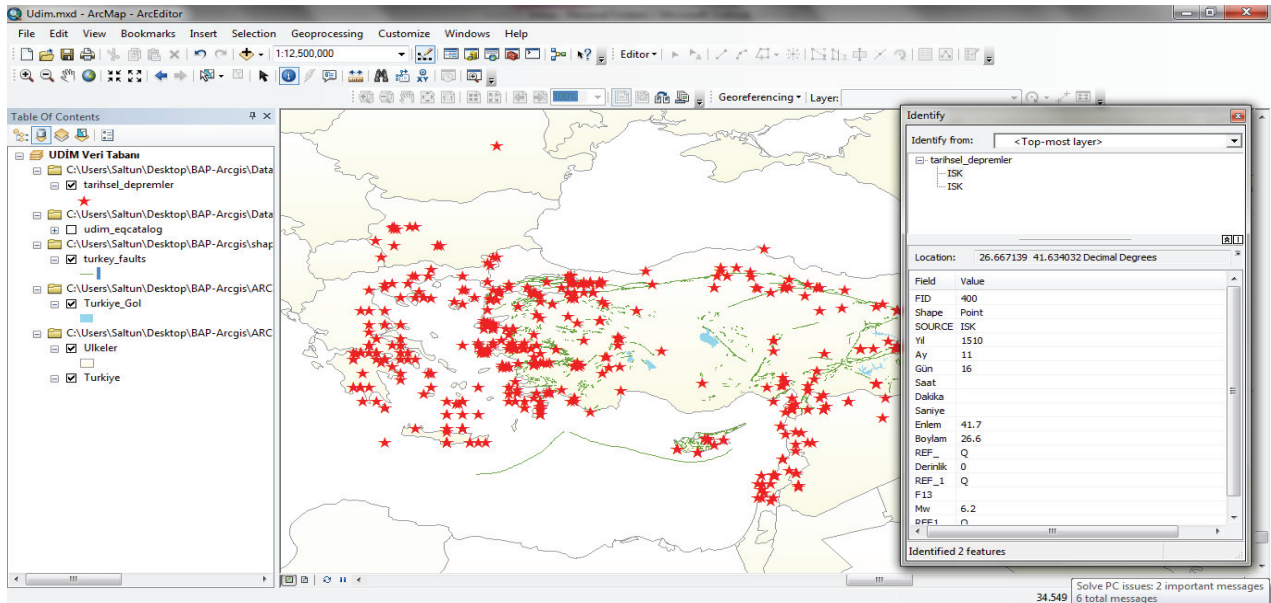 Udim.mxd - ArcMap - ArcEditor
File Edit View Bookmarks Insert Selection Geoprocessing Customize Windows Help
1:12,500,000
Editor
Georeferencing Layer:
Table Of Contents
UDİM Veri Tabanı
C:\Users\Saltun\Desktop\BAP-Arcgis\Data
tarihsel_depremler
C:\Users\Saltun\Desktop\BAP-Arcgis\Data
udim_eqcatalog
C:\Users\Saltun\Desktop\BAP-Arcgis\shap
turkey_faults
C:\Users\Saltun\Desktop\BAP-Arcgis\ARC
Turkiye_Gol
C:\Users\Saltun\Desktop\BAP-Arcgis\ARC
Ulkeler
Turkiye
Identify
Identify from: <Top-most layer>
tarihsel_depremler
ISK
ISK
Location: 26.667139 41.634032 Decimal Degrees
Field Value
FID 400
Shape Point
SOURCE ISK
Yıl 1510
Ay 11
Gün 16
Saat
Dakika
Saniye
Enlem 41.7
Boylam 26.6
REF_ Q
Derinlik 0
REF_1 Q
F13
Mw 6.2
REF1 Q
Identified 2 features
34.549
Solve PC issues: 2 important messages
6 total messages